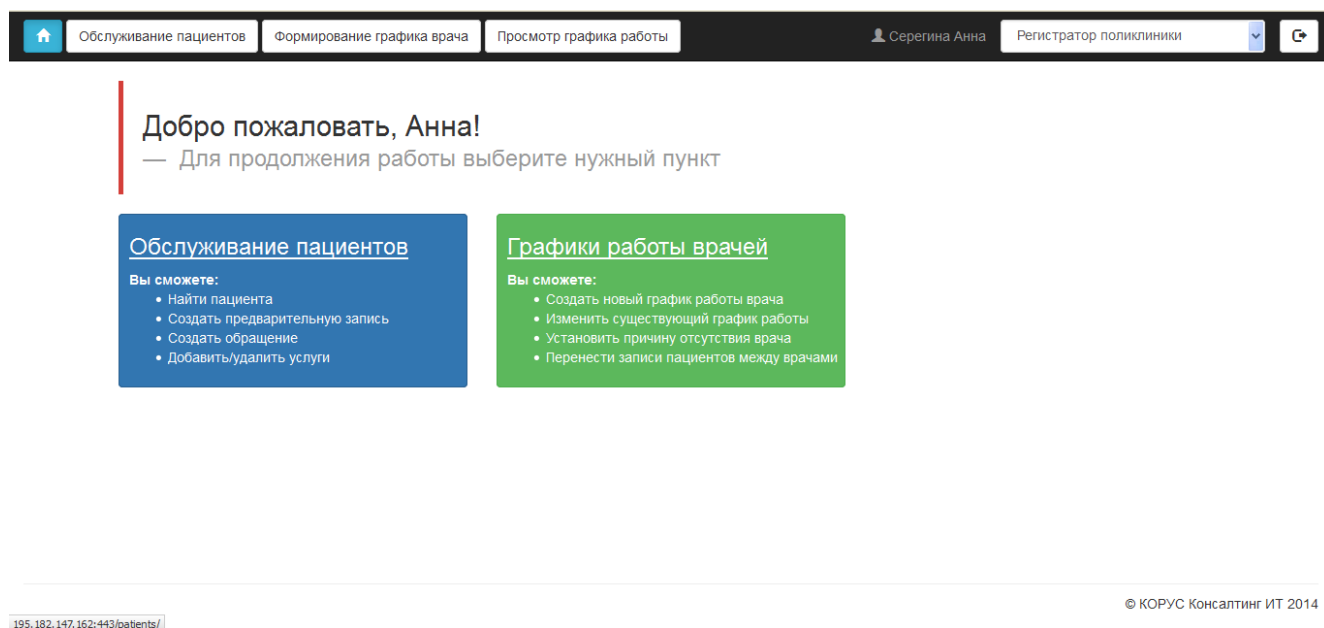 Обслуживание пациентов
Формирование графика врача
Просмотр графика работы
Серегина Анна
Регистратор поликлиники
Добро пожаловать, Анна!
— Для продолжения работы выберите нужный пункт
Обслуживание пациентов
Вы сможете:
• Найти пациента
• Создать предварительную запись
• Создать обращение
• Добавить/удалить услуги
Графики работы врачей
Вы сможете:
• Создать новый график работы врача
• Изменить существующий график работы
• Установить причину отсутствия врача
• Перенести записи пациентов между врачами
© КОРУС Консалтинг ИТ 2014
195.182.147.162:443/patients/